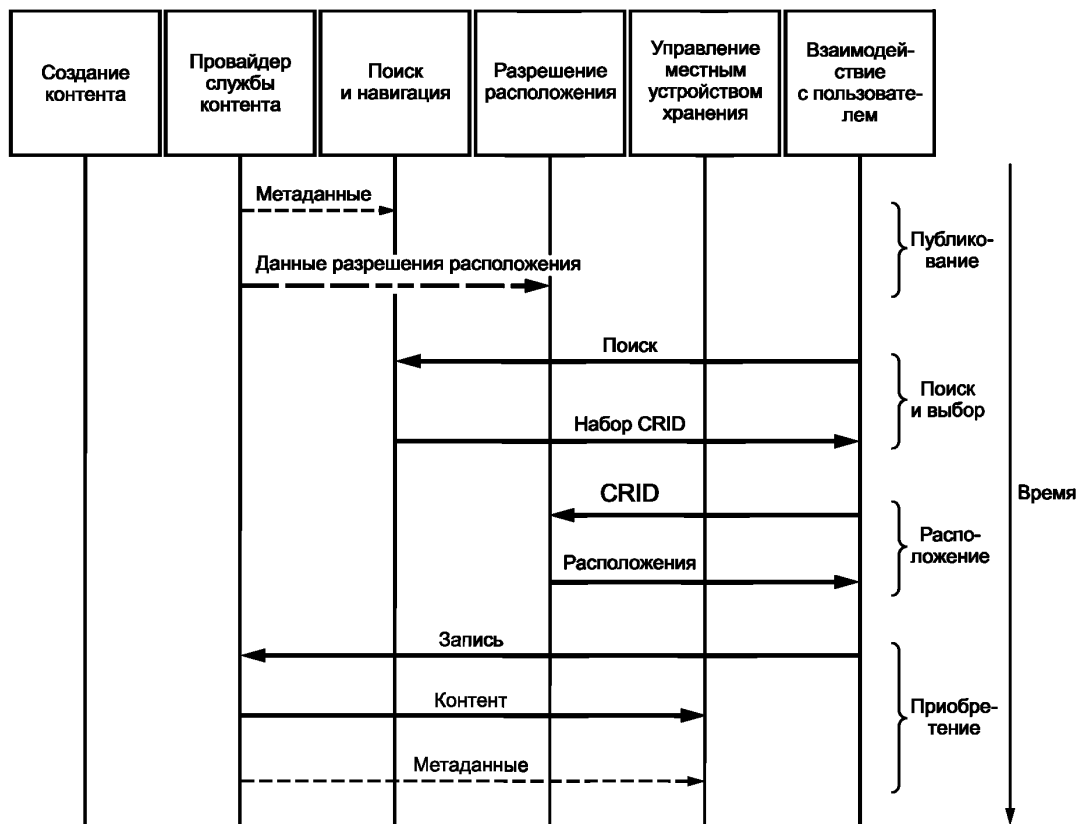 Создание
контента
Провайдер
службы
контента
Поиск
и навигация
Разрешение
расположения
Управление
местным
устройством
хранения
Взаимодей-
ствие
с пользовате-
лем
Метаданные
Данные разрешения расположения
Публико-
вание
Поиск
Набор CRID
Поиск
и выбор
CRID
Расположения
Распо-
ложение
Время
Запись
Контент
Метаданные
Приобре-
тение